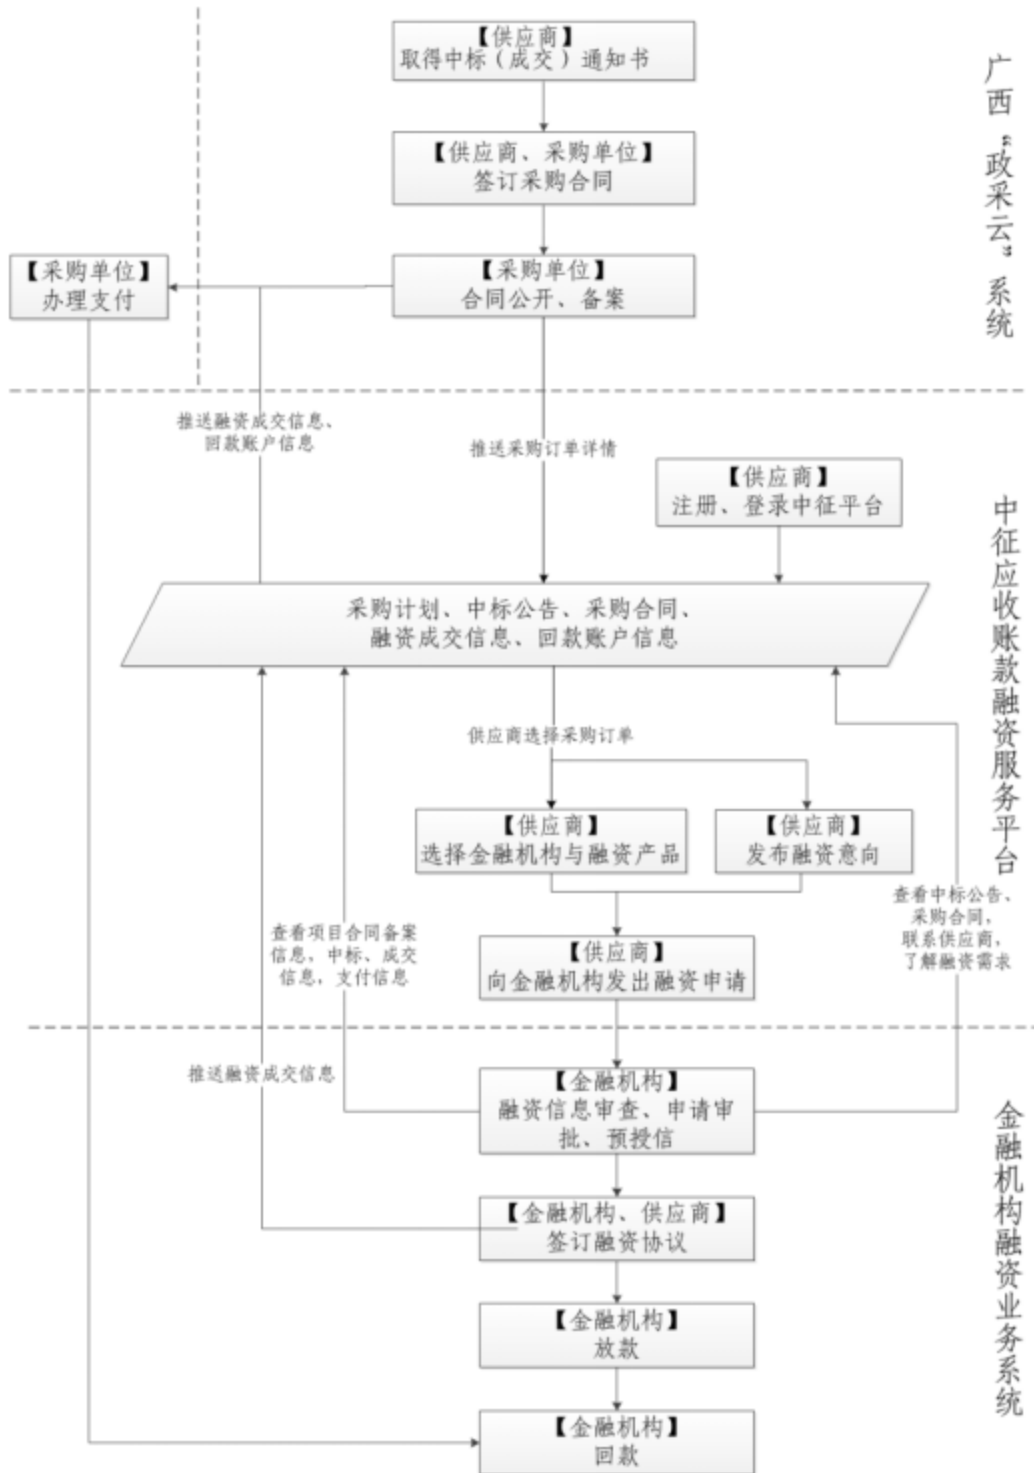 【供应商】
取得中标（成交）通知书
【供应商、采购单位】
签订采购合同
【采购单位】
办理支付
【采购单位】
合同公开、备案
广西“政采云”系统
推送融资成交信息、
回款账户信息
推送采购订单详情
【供应商】
注册、登录中征平台
采购计划、中标公告、采购合同、
融资成交信息、回款账户信息
中征应收账款融资服务平台
供应商选择采购订单
【供应商】
选择金融机构与融资产品
【供应商】
发布融资意向
查看项目合同备案
信息，中标、成交
信息，支付信息
查看中标公告、
采购合同，
联系供应商，
了解融资需求
【供应商】
向金融机构发出融资申请
推送融资成交信息
【金融机构】
融资信息审查、申请审
批、预授信
【金融机构、供应商】
签订融资协议
【金融机构】
放款
【金融机构】
回款
金融机构融资业务系统